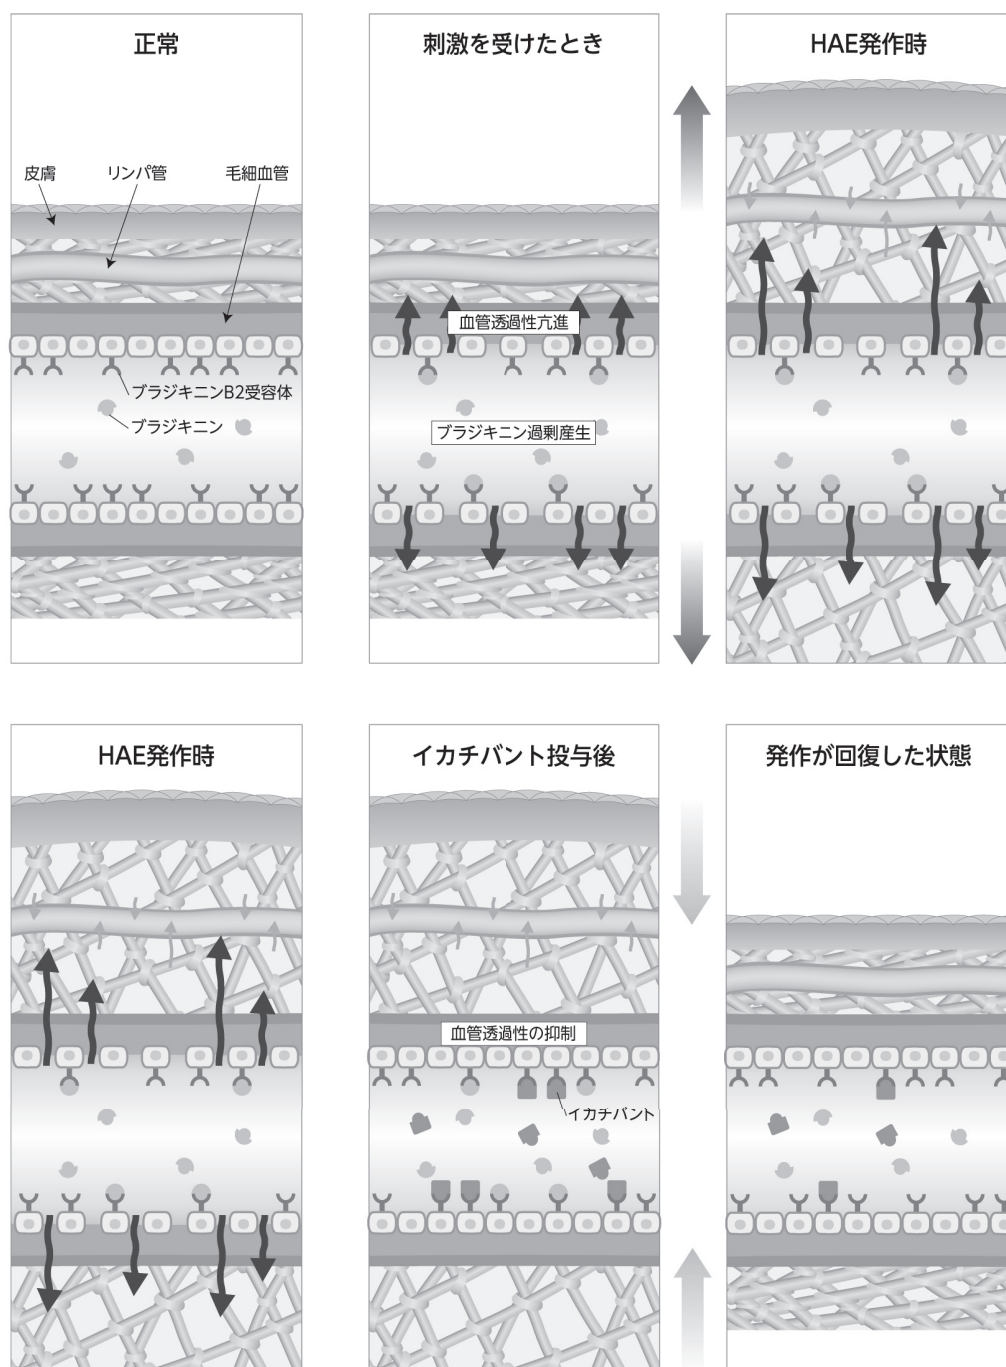 正常
刺激を受けたとき
HAE発作時
皮膚
リンパ管
毛細血管
血管透過性亢進
ブラジキニンB2受容体
ブラジキニン
ブラジキニン過剰産生
HAE発作時
イカチバント投与後
発作が回復した状態
血管透過性の抑制
イカチバント